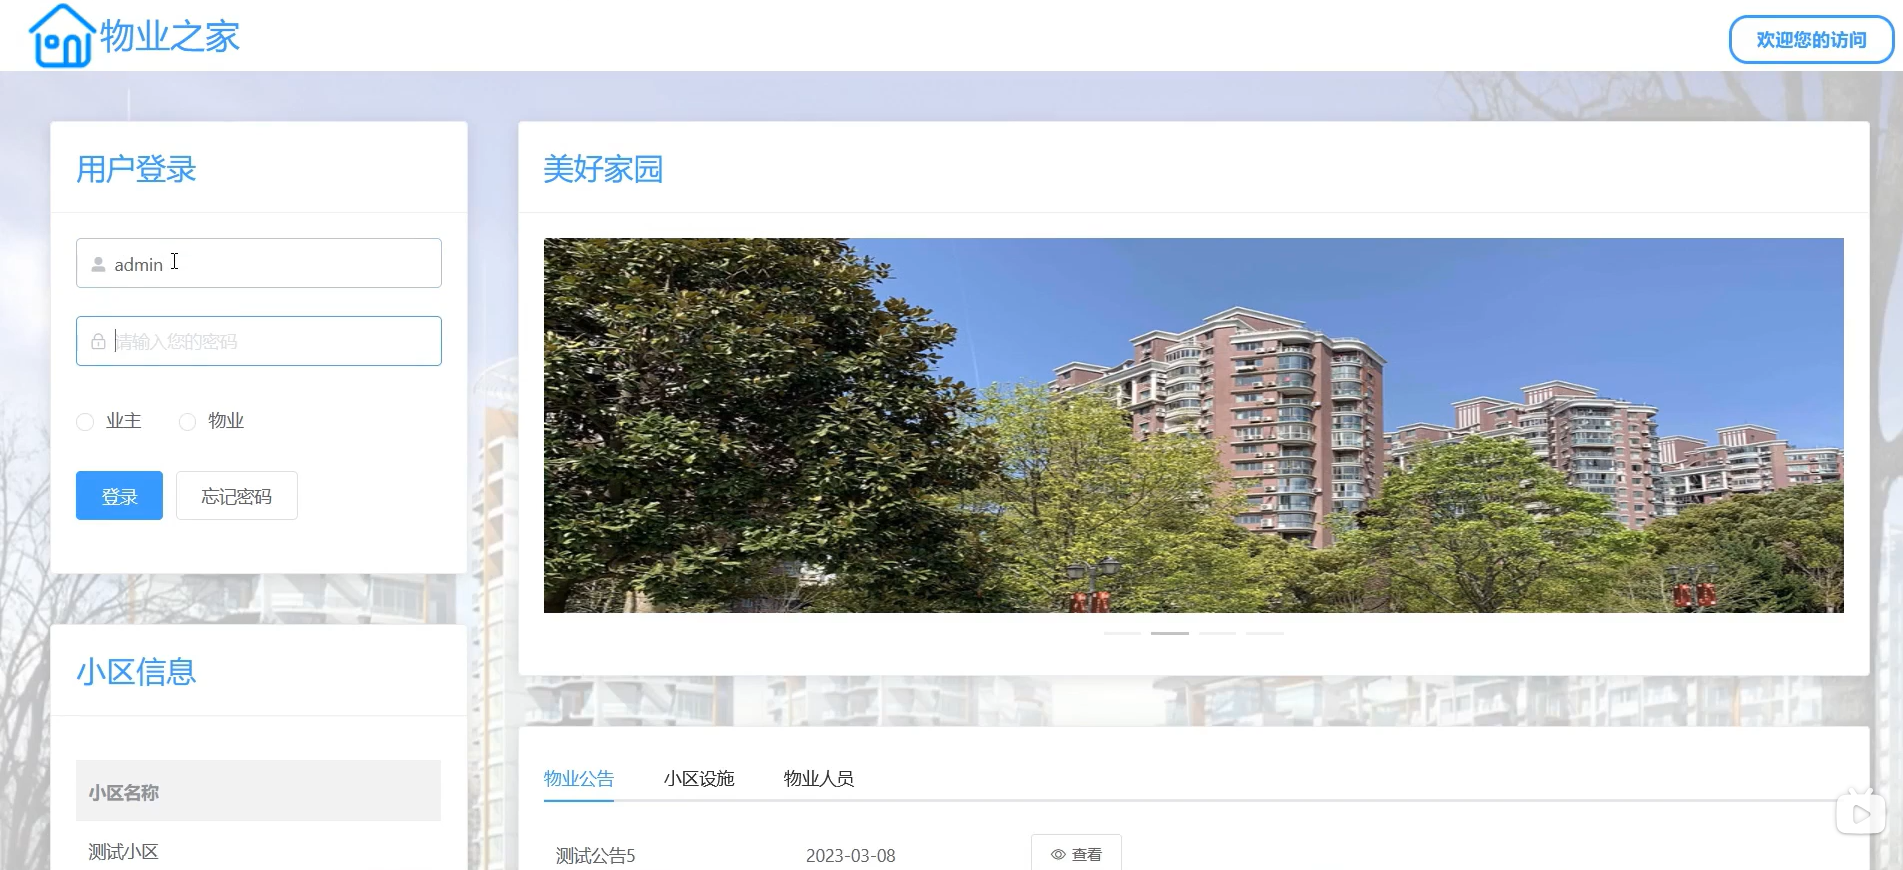 物业之家
欢迎您的访问
用户登录
admin
请输入您的密码
业主
物业
登录
忘记密码
美好家园
小区信息
小区名称
测试小区
物业公告
小区设施
物业人员
测试公告5
2023-03-08
查看